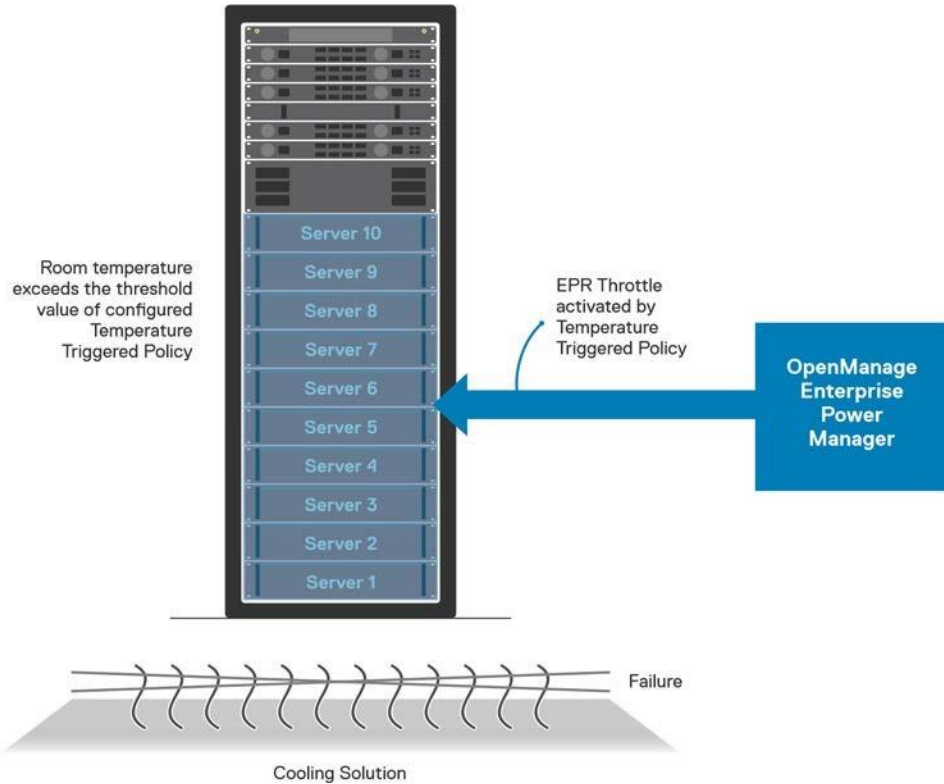 Server 10
Server 9
Server 8
Server 7
Server 6
Server 5
Server 4
Server 3
Server 2
Server 1
Room temperature
exceeds the threshold
value of configured
Temperature
Triggered Policy
EPR Throttle
activated by
Temperature
Triggered Policy
OpenManage
Enterprise
Power
Manager
Failure
Cooling Solution